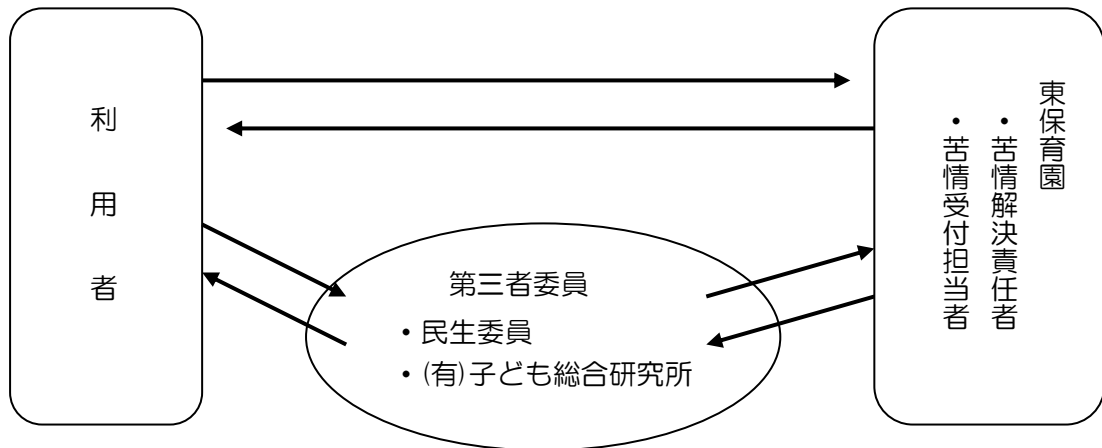 利用者
第三者委員
・民生委員
・(有)子ども総合研究所
東保育園
・苦情解決責任者
・苦情受付担当者